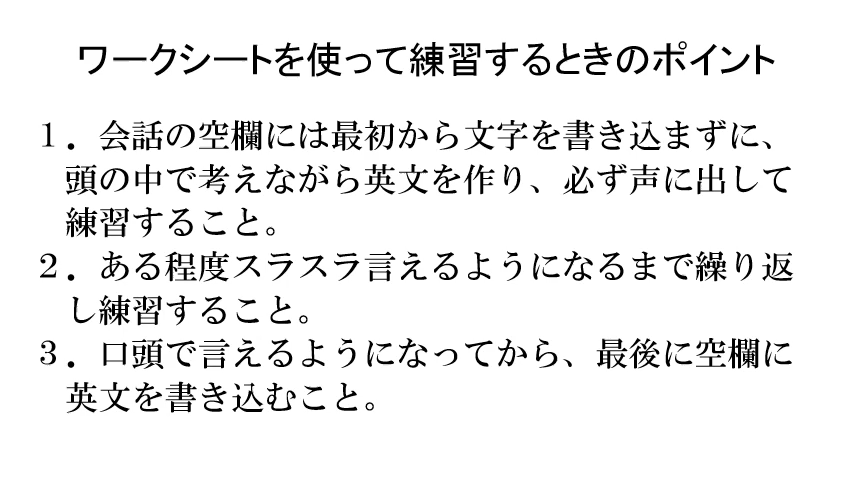 ワークシートを使って練習するときのポイント
１．会話の空欄には最初から文字を書き込まずに、
頭の中で考えながら英文を作り、必ず声に出して
練習すること。
２．ある程度スラスラ言えるようになるまで繰り返
し練習すること。
３．口頭で言えるようになってから、最後に空欄に
英文を書き込むこと。